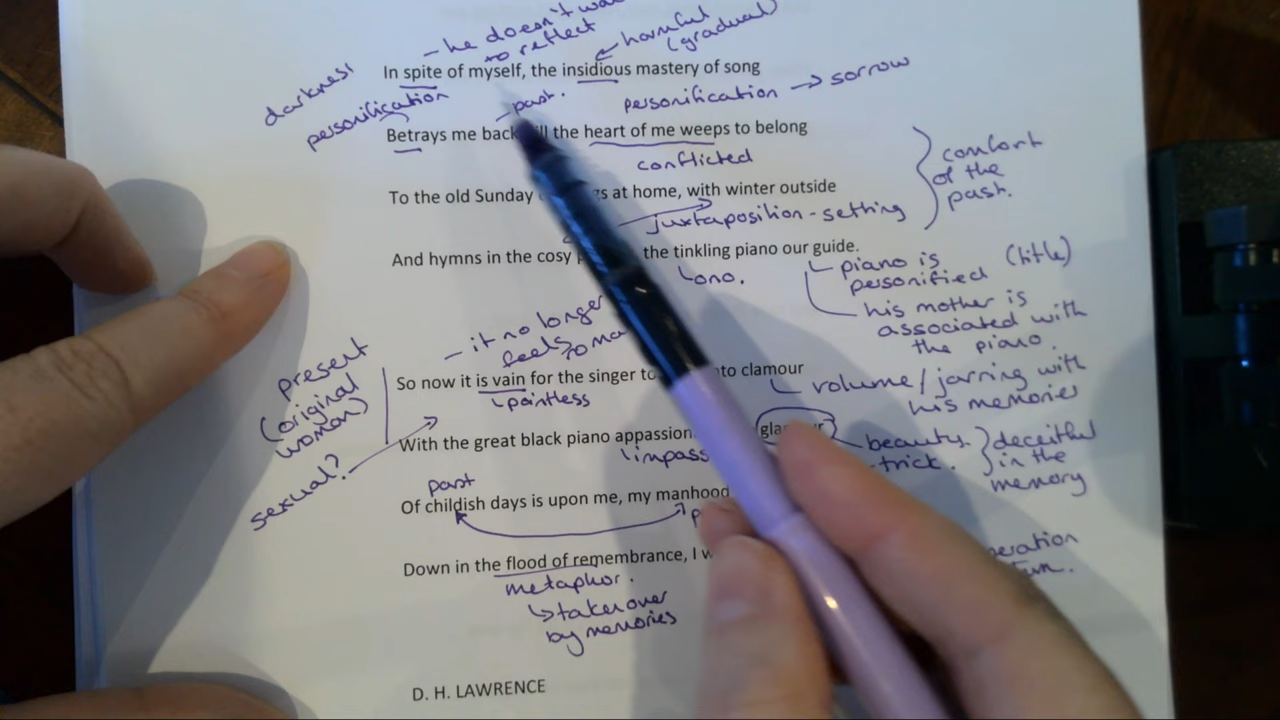 - he doesn't
to reflect
harmful
(gradual)
darkness
In spite of myself, the insidious mastery of song
personification
past.
personification → sorrow
Betrays me back the heart of me weeps to belong
conflicted
comfort
of the
past.
To the old Sunday at home, with winter outside
juxtaposition - setting
And hymns in the cosy the tinkling piano our guide.
ono.
piano is
personified
(title)
his mother is
associated with
the piano.
- it no longer
feels
present
(original
woman)
So now it is vain for the singer to clamour
pointless
volume/jarring with
his memories
With the great black piano
beauty.
trick.
deceitful
in the
memory
sexual?
past
Of childish days is upon me, my manhood
Down in the flood of remembrance, I
metaphor.
↳ takeover
by memories
D. H. LAWRENCE